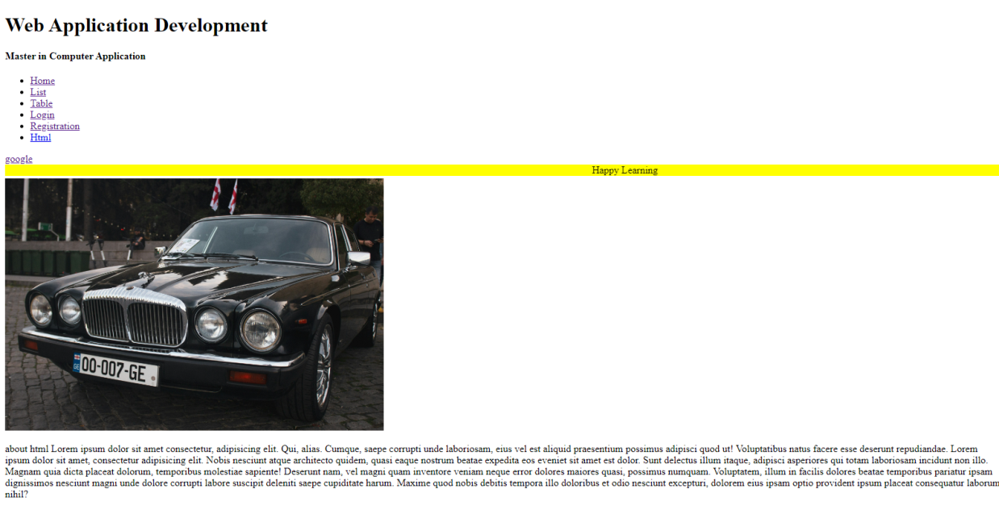 Web Application Development
Master in Computer Application
Home
List
Table
Login
Registration
Html
google
Happy Learning
GE 00-007-GE
about html Lorem ipsum dolor sit amet consectetur, adipisicing elit. Qui, alias. Cumque, saepe corrupti unde laboriosam, eius vel est aliquid praesentium possimus adipisci quod ut! Voluptatibus natus facere esse deserunt repudiandae. Lorem
ipsum dolor sit amet, consectetur adipisicing elit. Nobis nesciunt atque architecto quidem, quasi eaque nostrum beatae expedita eos eveniet sit amet est dolor. Sunt delectus illum itaque, adipisci asperiores qui totam laboriosam incidunt non illo.
Magnam quia dicta placeat dolorum, temporibus molestiae sapiente! Deserunt nam, vel magni quam inventore veniam neque error dolores maiores quasi, possimus numquam. Voluptatem, illum in facilis dolores beatae temporibus pariatur ipsam
dignissimos nesciunt magni unde dolore corrupti labore suscipit deleniti saepe cupiditate harum. Maxime quod nobis debitis tempora illo doloribus et odio nesciunt excepturi, dolorem eius ipsam optio provident ipsum placeat consequatur laborum
nihil?